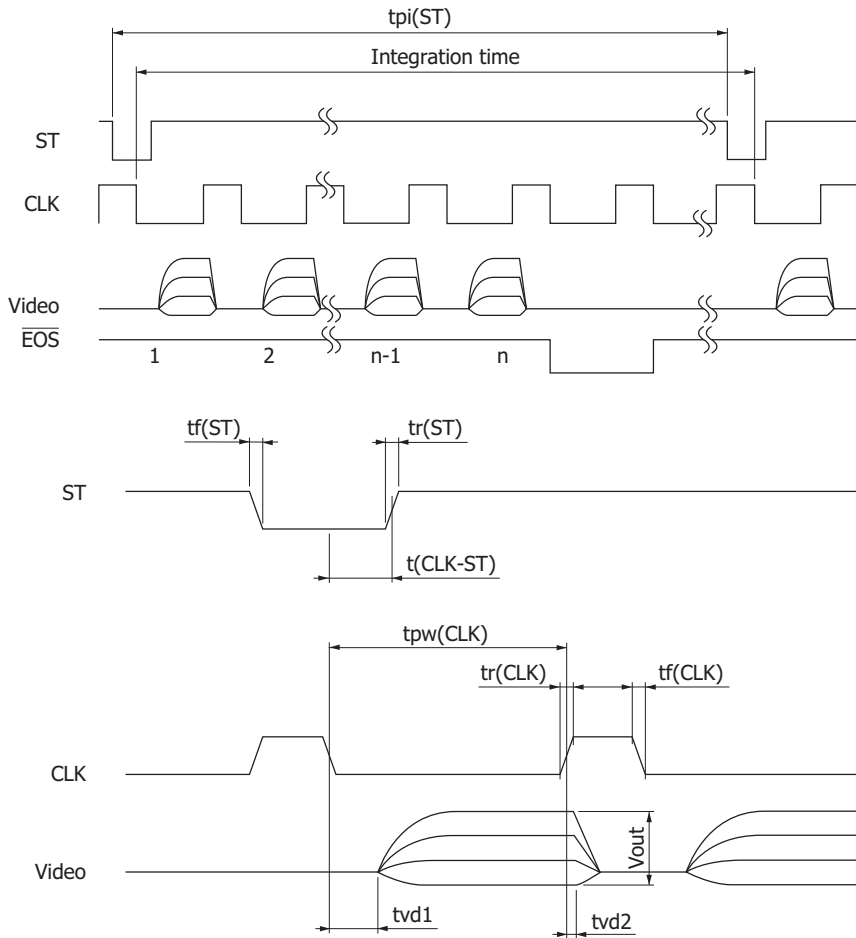 tpi(ST)
Integration time
ST
CLK
Video
EOS
1 2 n-1 n
tf(ST) tr(ST)
ST
t(CLK-ST)
tpw(CLK)
tr(CLK) tf(CLK)
CLK
Video
Vout
tvd1 tvd2